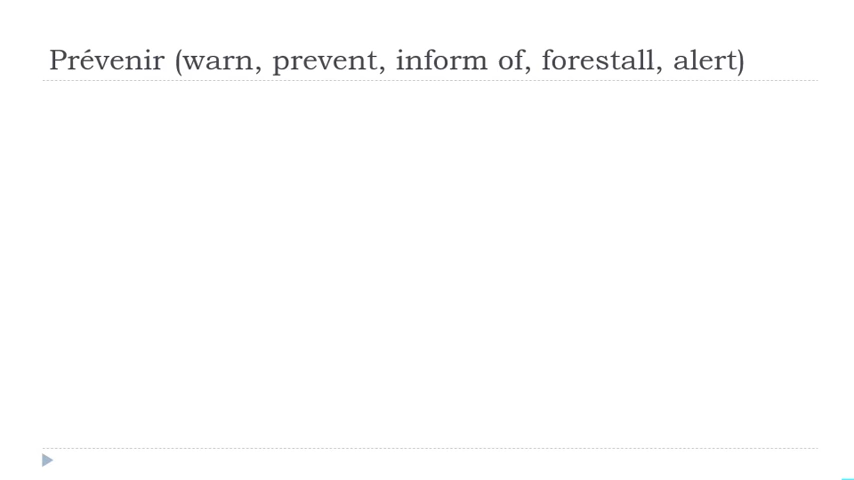 Prévenir (warn, prevent, inform of, forestall, alert)